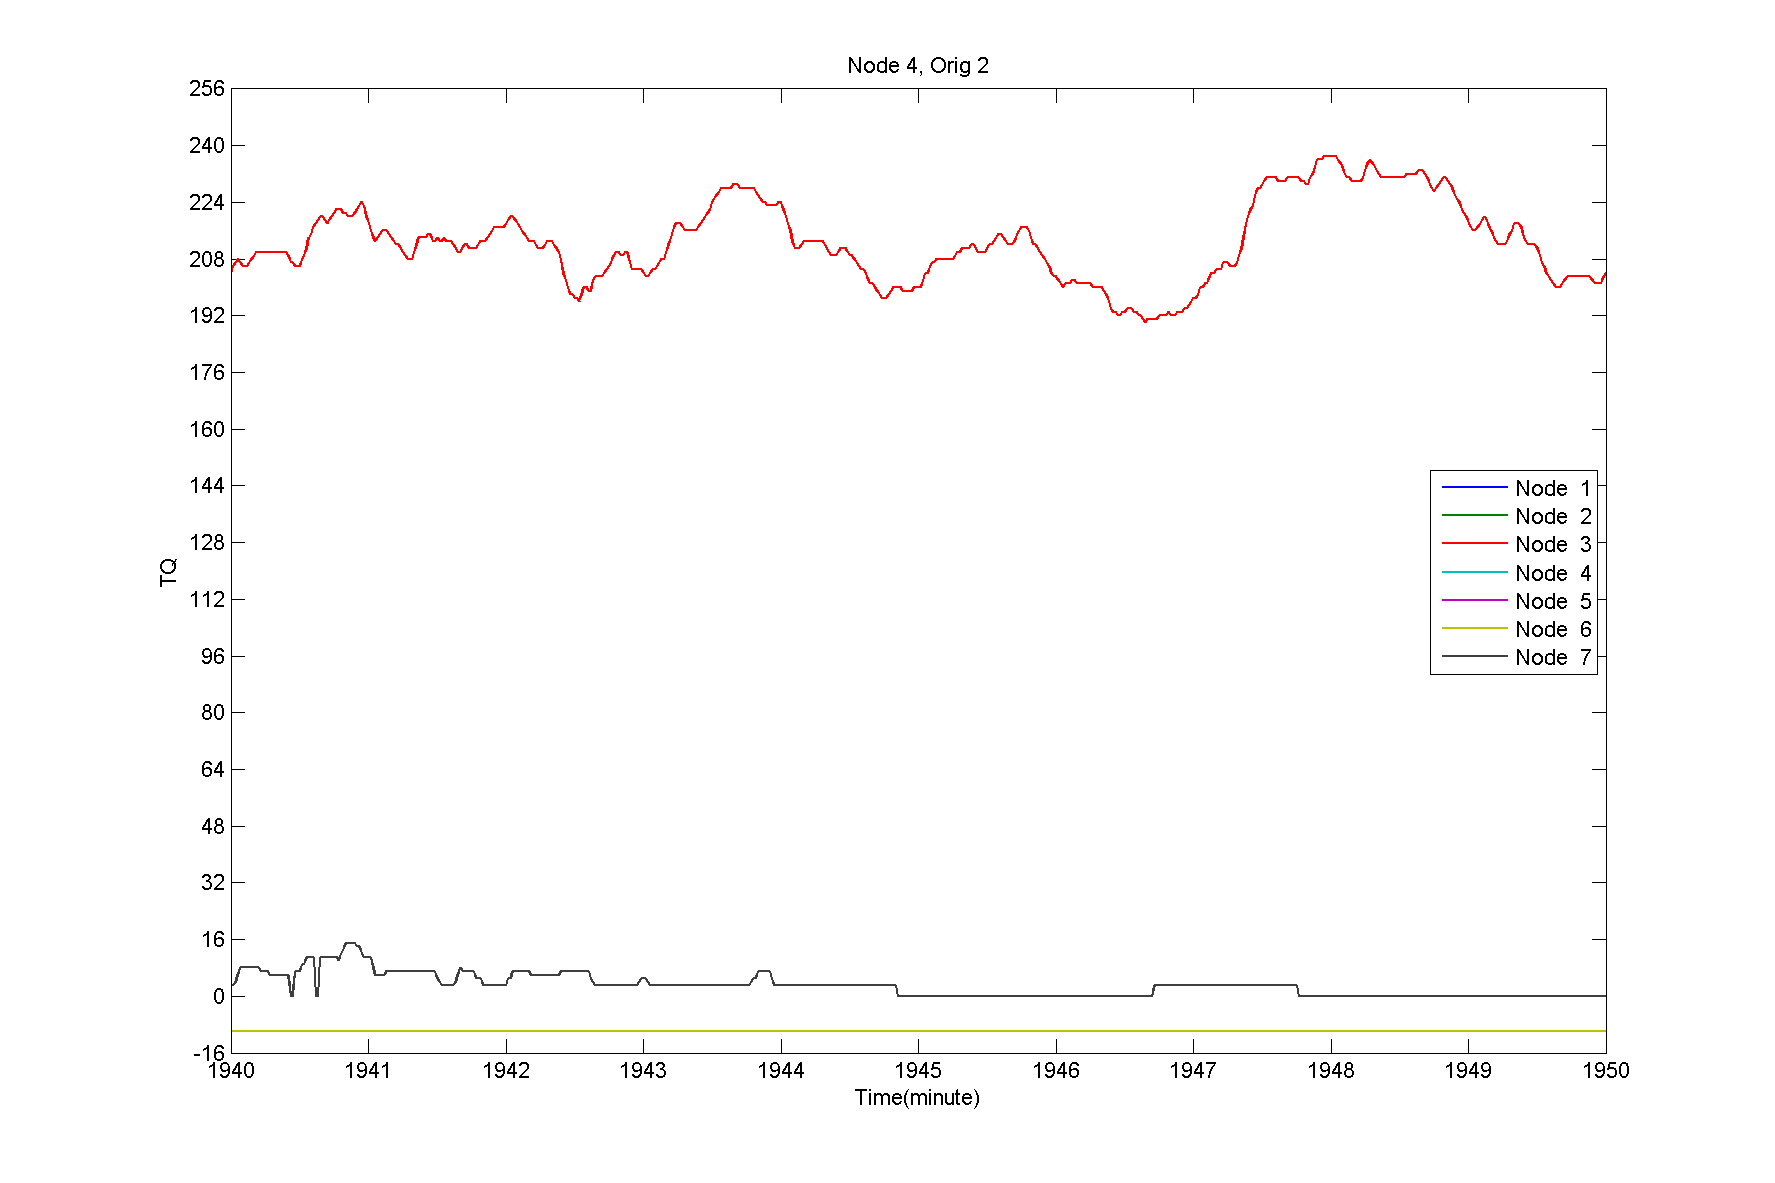 Node 4, Orig 2
256
240
224
208
192
176
160
144
128
112
96
80
64
48
32
16
0
-16
TQ
Node 1
Node 2
Node 3
Node 4
Node 5
Node 6
Node 7
1940 1941 1942 1943 1944 1945 1946 1947 1948 1949 1950
Time(minute)